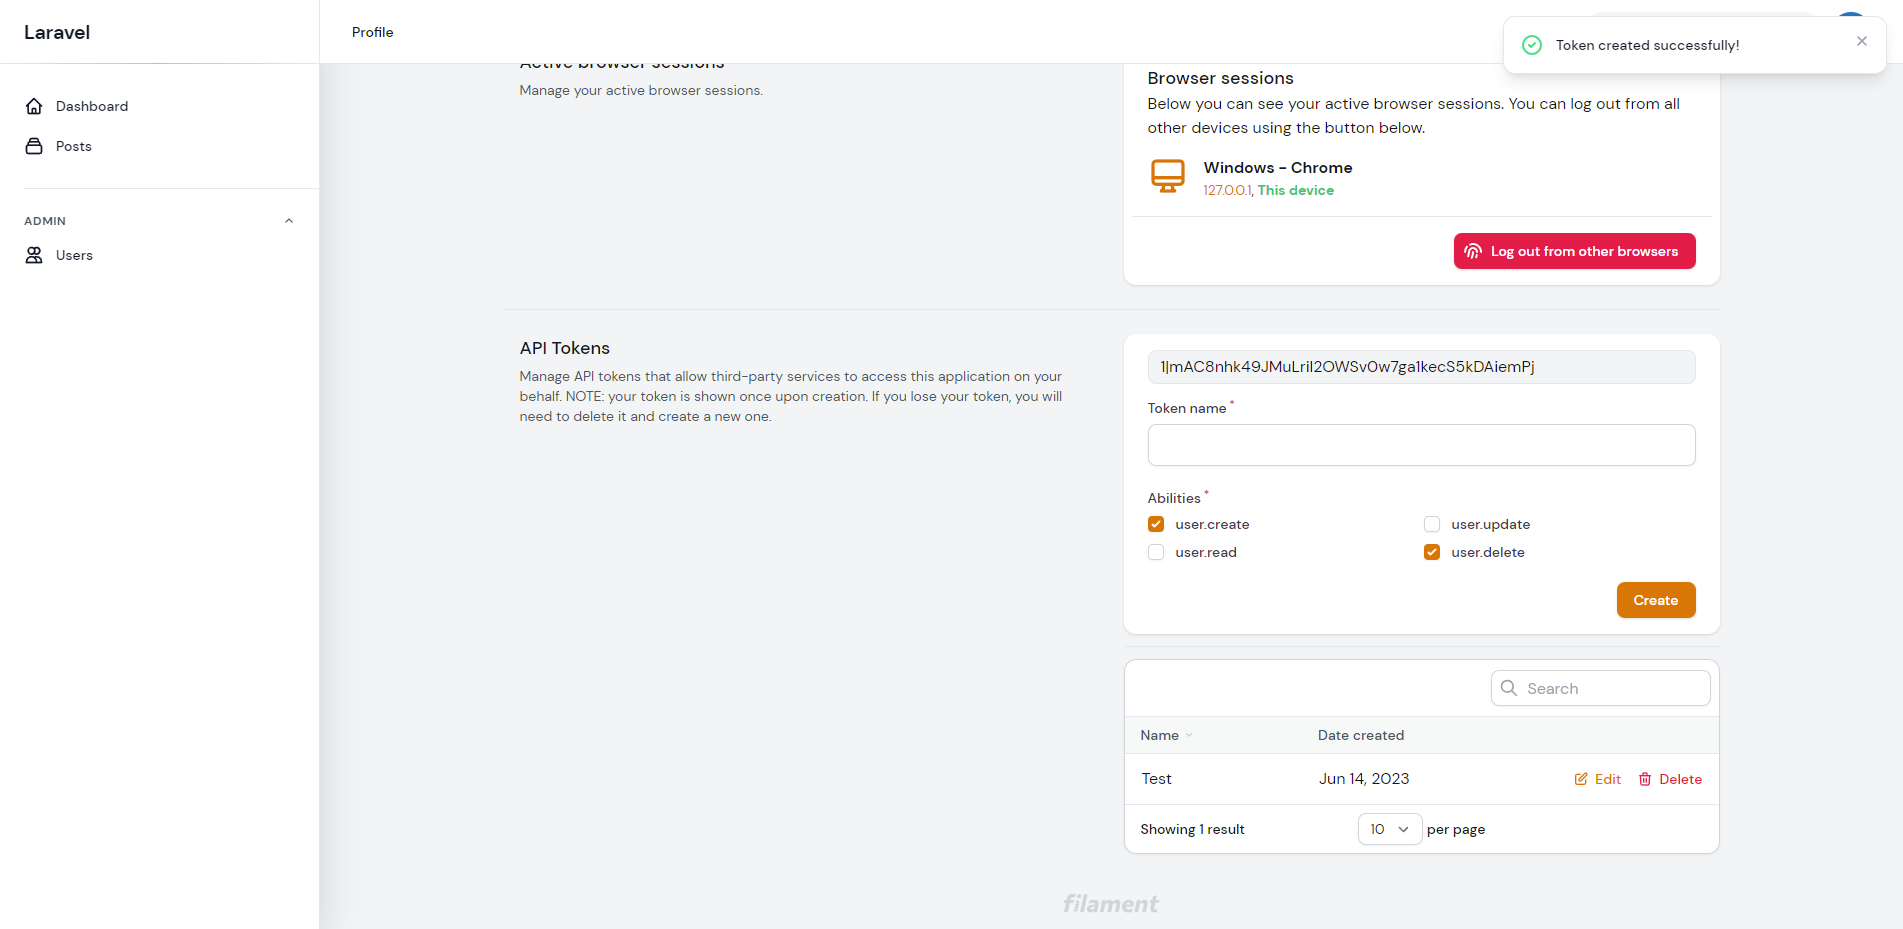 Laravel
Profile
Token created successfully!
Dashboard
Posts
ADMIN
Users
Active browser sessions
Manage your active browser sessions.
Browser sessions
Below you can see your active browser sessions. You can log out from all
other devices using the button below.
Windows - Chrome
127.0.0.1, This device
Log out from other browsers
API Tokens
Manage API tokens that allow third-party services to access this application on your
behalf. NOTE: your token is shown once upon creation. If you lose your token, you will
need to delete it and create a new one.
1|mAC8nhk49JMuLril2OWSv0w7ga1kecS5kDAiemPj
Token name *
Abilities *
user.create
user.update
user.read
user.delete
Create
Search
Name
Date created
Test
Jun 14, 2023
Edit
Delete
Showing 1 result
10
per page
filament